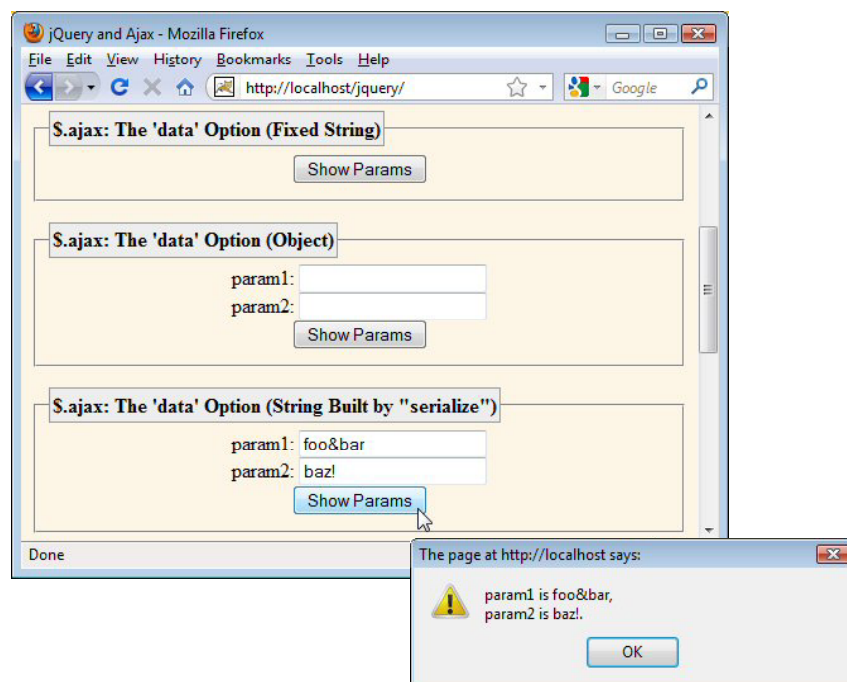 jQuery and Ajax - Mozilla Firefox
File Edit View History Bookmarks Tools Help
http://localhost/jquery/ Google
$.ajax: The 'data' Option (Fixed String)
Show Params
$.ajax: The 'data' Option (Object)
param1:
param2:
Show Params
$.ajax: The 'data' Option (String Built by "serialize")
param1: foo&bar
param2: baz!
Show Params
Done
The page at http://localhost says:
param1 is foo&bar,
param2 is baz!.
OK